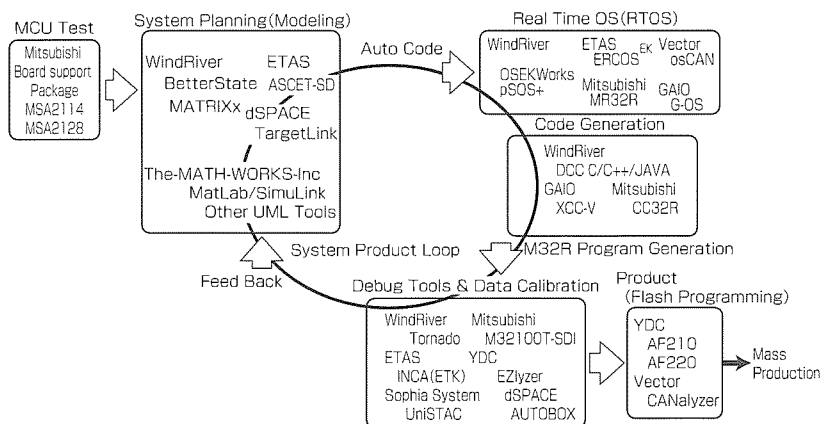 MCU Test
Mitsubishi
Board support
Package
MSA2114
MSA2128
System Planning(Modeling)
WindRiver
ETAS
BetterState
ASCET-SD
MATRIXx
dSPACE
TargetLink
The-MATH-WORKS-Inc
MatLab/SimuLink
Other UML Tools
Auto Code
Real Time OS(RTOS)
WindRiver
ETAS
Vector
ERCOS EK
osCAN
OSEKWorks
pSOS+
Mitsubishi
MR32R
GAIO
G-OS
Code Generation
WindRiver
DCC C/C++/JAVA
GAIO
Mitsubishi
XCC-V
CC32R
System Product Loop
M32R Program Generation
Feed Back
Debug Tools & Data Calibration
WindRiver
Mitsubishi
Tornado
M32100T-SDI
ETAS
YDC
INCA(ETK)
EZlyzer
Sophia System
dSPACE
UniSTAC
AUTOBOX
Product
(Flash Programming)
YDC
AF210
AF220
Vector
CANalyzer
Mass
Production